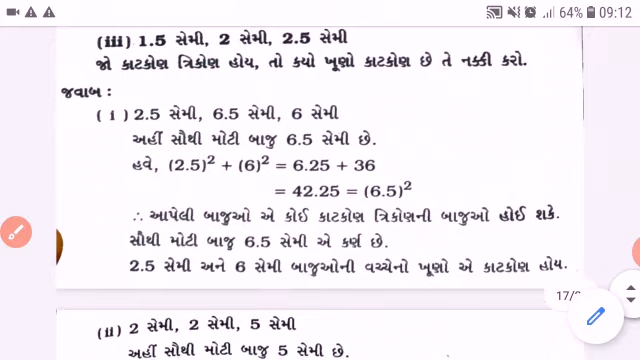 64% 09:12
(iii) 1.5 સેમી, 2 સેમી, 2.5 સેમી
જો કાટકોણ ત્રિકોણ હોય, તો કયો ખૂણો કાટકોણ છે તે નક્કી કરો.
જવાબ :
(i) 2.5 સેમી, 6.5 સેમી, 6 સેમી
અહીં સૌથી મોટી બાજુ 6.5 સેમી છે.
હવે, (2.5)² + (6)² = 6.25 + 36
= 42.25 = (6.5)²
∴ આપેલી બાજુઓ એ કોઈ કાટકોણ ત્રિકોણની બાજુઓ હોઈ શકે.
સૌથી મોટી બાજુ 6.5 સેમી એ કર્ણ છે.
2.5 સેમી અને 6 સેમી બાજુઓની વચ્ચેનો ખૂણો એ કાટકોણ હોય.
(ii) 2 સેમી, 2 સેમી, 5 સેમી
અહીં સૌથી મોટી બાજુ 5 સેમી છે.